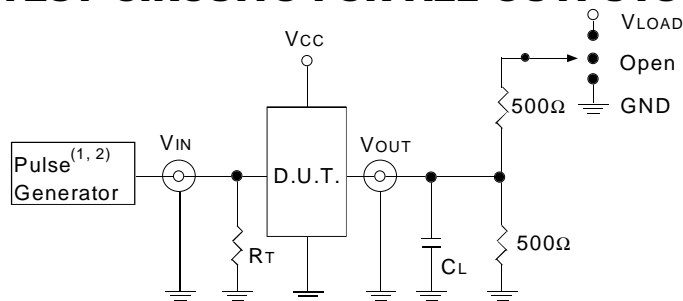 TEST CIRCUITS FOR ALL OUTPUTS
VLOAD
Open
GND
VCC
500Ω
Pulse(1, 2)
Generator
VIN
D.U.T.
VOUT
RT
CL
500Ω